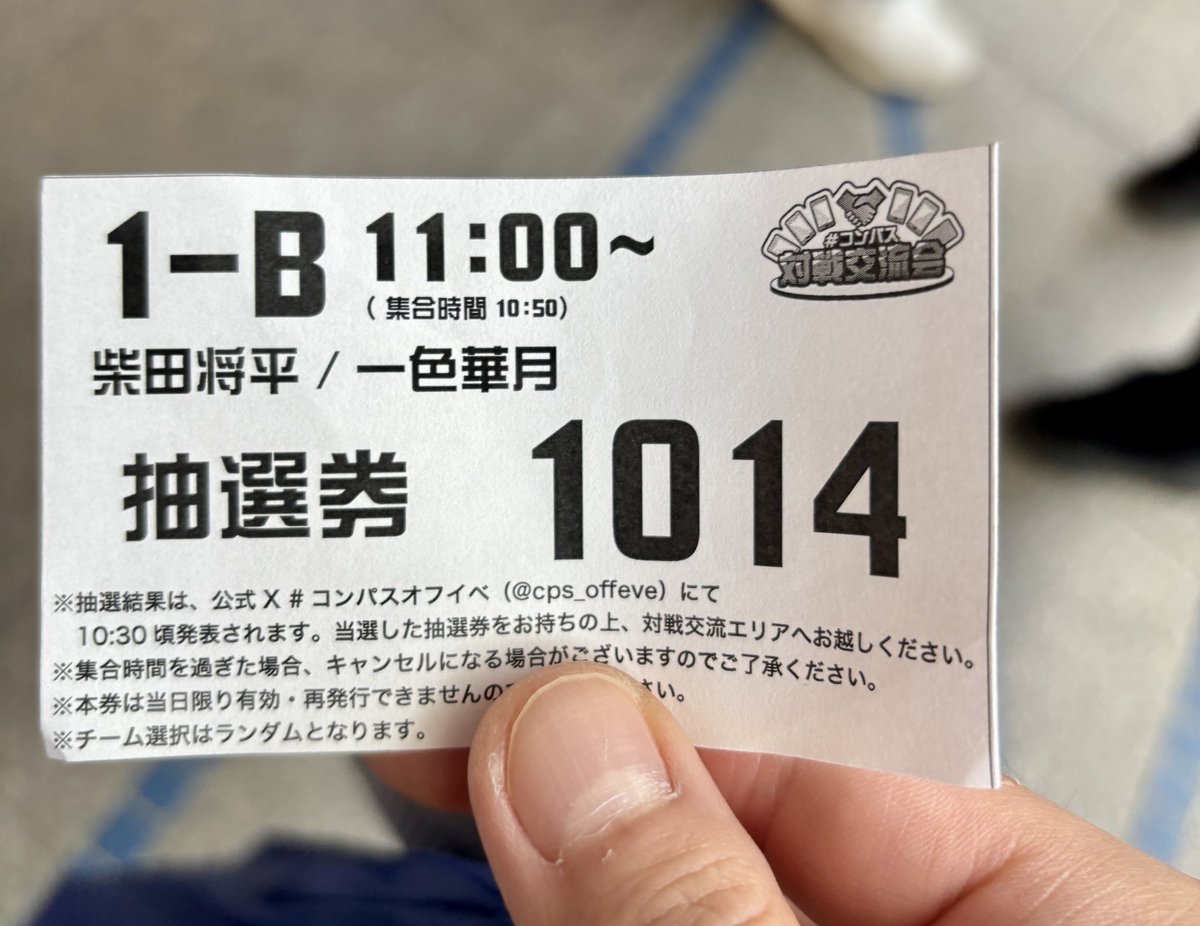 1-B 11:00~
(集合時間 10:50)
#コンパス
対戦交流会
柴田将平 / 一色華月
抽選券 1014
※抽選結果は、公式 X #コンパスオフイベ（@cps_offeve）にて
10:30 頃発表されます。当選した抽選券をお持ちの上、対戦交流エリアへお越しください。
※集合時間を過ぎた場合、キャンセルになる場合がございますのでご了承ください。
※本券は当日限り有効・再発行できませんの さい。
※チーム選択はランダムとなります。